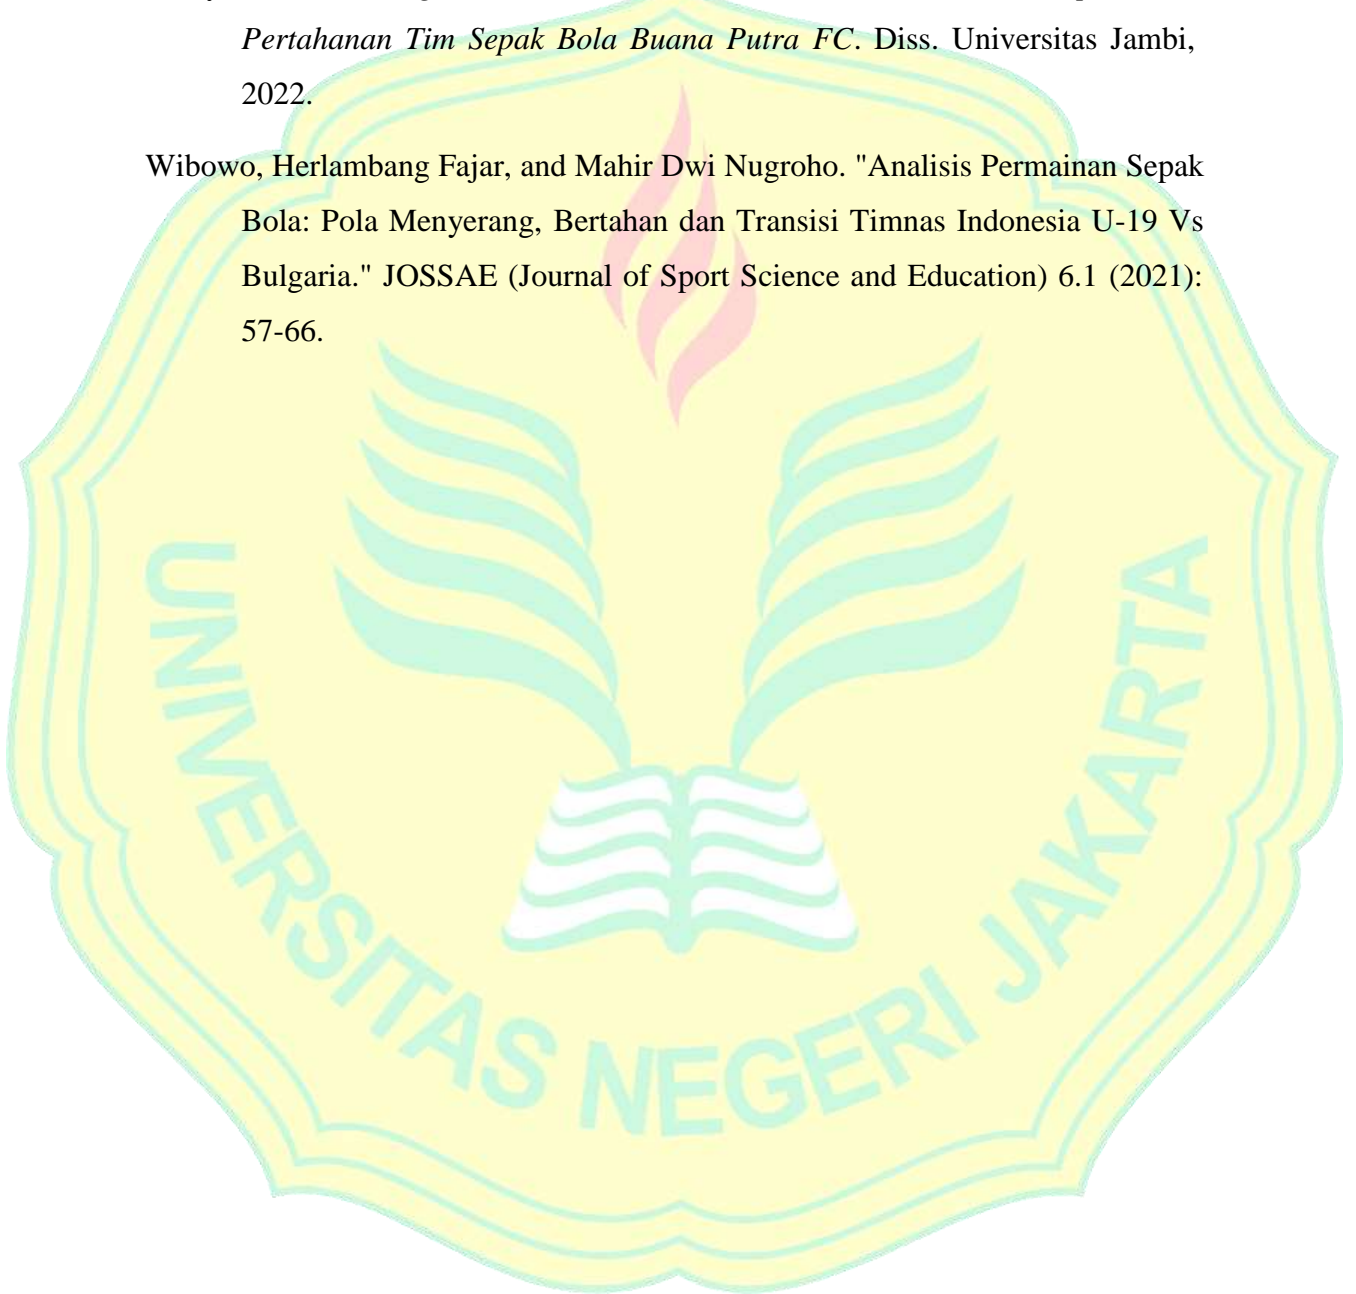 Pertahanan Tim Sepak Bola Buana Putra FC. Diss. Universitas Jambi,
2022.
Wibowo, Herlambang Fajar, and Mahir Dwi Nugroho. "Analisis Permainan Sepak
Bola: Pola Menyerang, Bertahan dan Transisi Timnas Indonesia U-19 Vs
Bulgaria." JOSSAE (Journal of Sport Science and Education) 6.1 (2021):
57-66.
UNIVERSITAS NEGERI JAKARTA